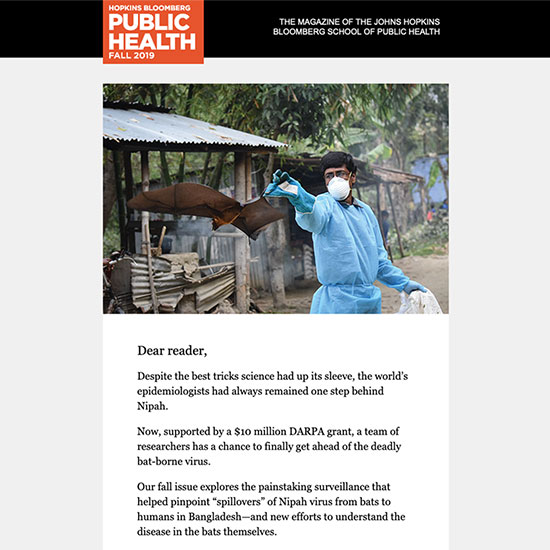 HOPKINS BLOOMBERG
PUBLIC
HEALTH
FALL 2019
THE MAGAZINE OF THE JOHNS HOPKINS
BLOOMBERG SCHOOL OF PUBLIC HEALTH
Dear reader,
Despite the best tricks science had up its sleeve, the world's
epidemiologists had always remained one step behind
Nipah.
Now, supported by a $10 million DARPA grant, a team of
researchers has a chance to finally get ahead of the deadly
bat-borne virus.
Our fall issue explores the painstaking surveillance that
helped pinpoint “spillovers” of Nipah virus from bats to
humans in Bangladesh—and new efforts to understand the
disease in the bats themselves.